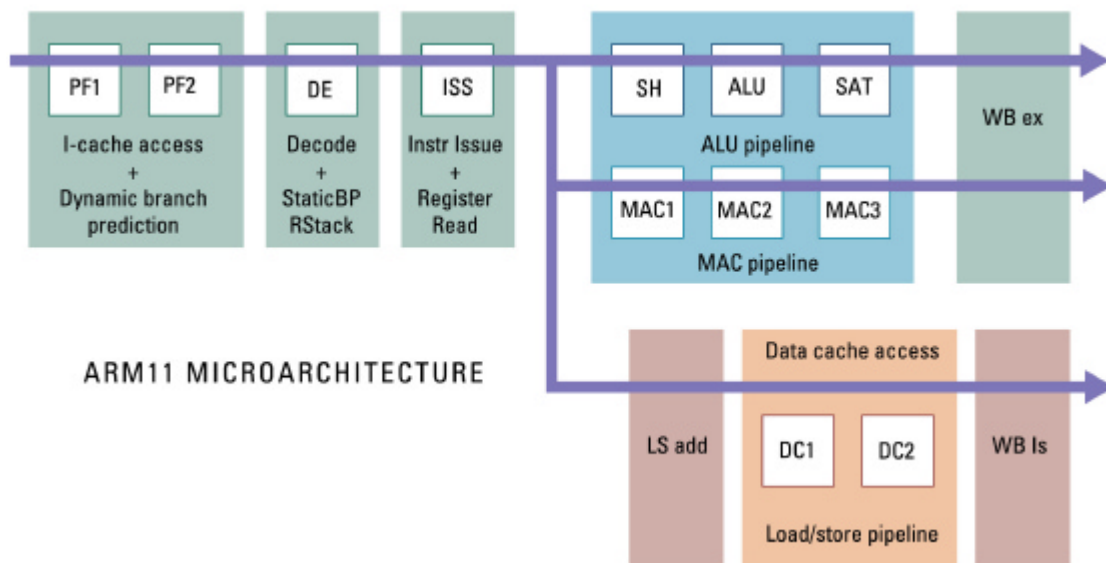 PF1
PF2
I-cache access
+
Dynamic branch
prediction
DE
Decode
+
StaticBP
RStack
ISS
Instr Issue
+
Register
Read
SH
ALU
SAT
ALU pipeline
MAC1
MAC2
MAC3
MAC pipeline
WB ex
ARM11 MICROARCHITECTURE
LS add
Data cache access
DC1
DC2
Load/store pipeline
WB ls